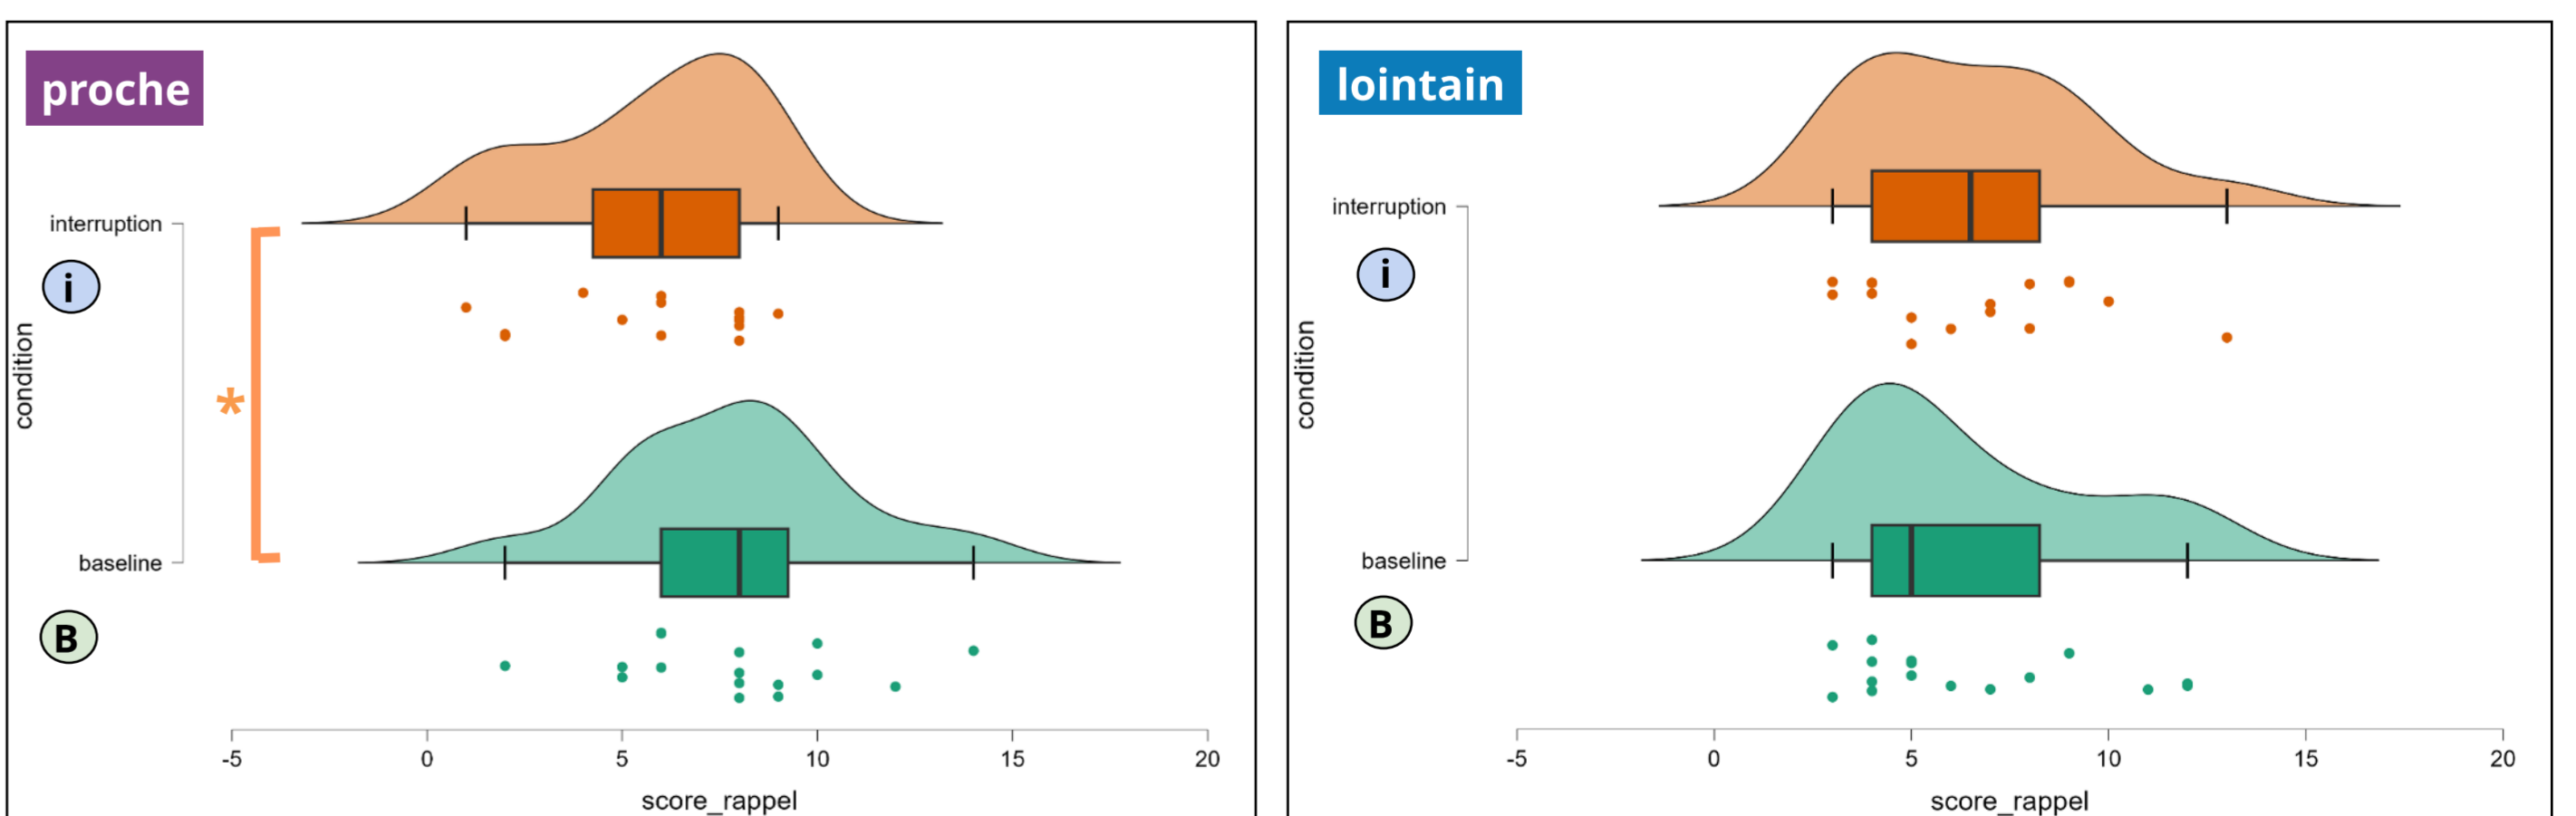 proche
interruption
i
condition
*
baseline
B
-5 0 5 10 15 20
score_rappel
lointain
interruption
i
condition
baseline
B
-5 0 5 10 15 20
score_rappel